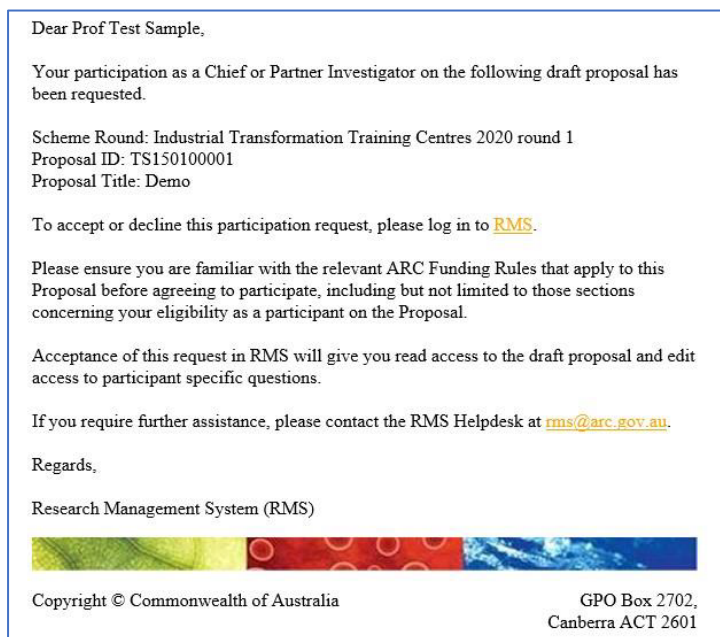 Dear Prof Test Sample,
Your participation as a Chief or Partner Investigator on the following draft proposal has
been requested.
Scheme Round: Industrial Transformation Training Centres 2020 round 1
Proposal ID: TS150100001
Proposal Title: Demo
To accept or decline this participation request, please log in to RMS.
Please ensure you are familiar with the relevant ARC Funding Rules that apply to this
Proposal before agreeing to participate, including but not limited to those sections
concerning your eligibility as a participant on the Proposal.
Acceptance of this request in RMS will give you read access to the draft proposal and edit
access to participant specific questions.
If you require further assistance, please contact the RMS Helpdesk at rms@arc.gov.au.
Regards,
Research Management System (RMS)
Copyright © Commonwealth of Australia
GPO Box 2702,
Canberra ACT 2601